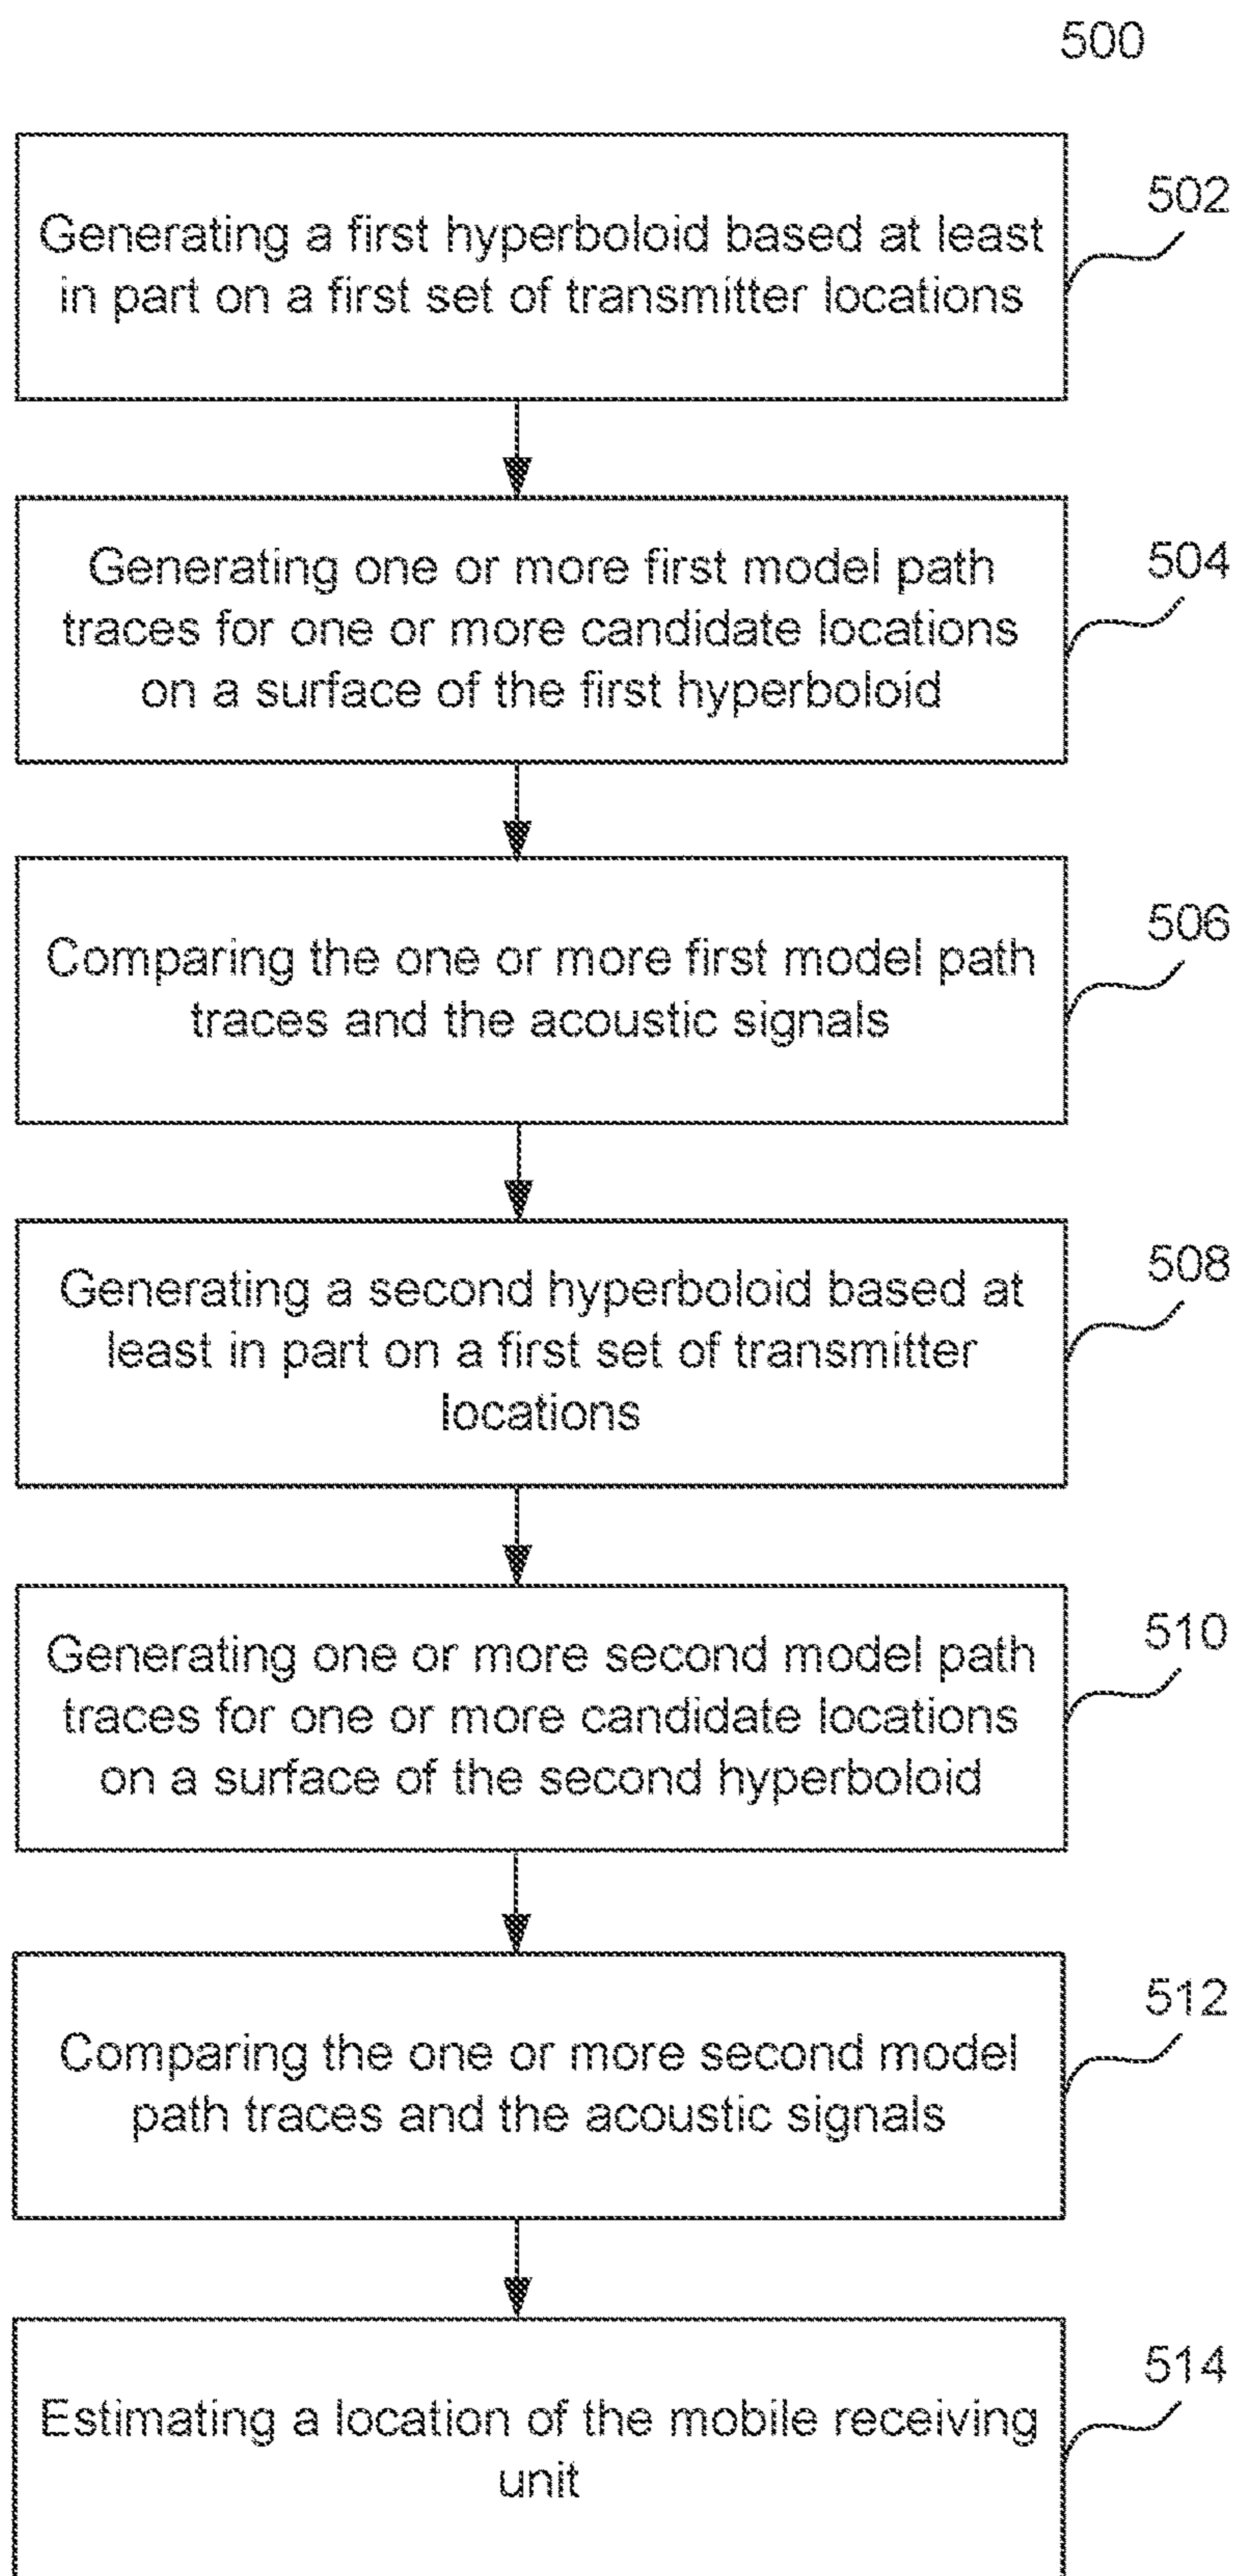 500
Generating a first hyperboloid based at least
in part on a first set of transmitter locations
502
Generating one or more first model path
traces for one or more candidate locations
on a surface of the first hyperboloid
504
Comparing the one or more first model path
traces and the acoustic signals
506
Generating a second hyperboloid based at
least in part on a first set of transmitter
locations
508
Generating one or more second model path
traces for one or more candidate locations
on a surface of the second hyperboloid
510
Comparing the one or more second model
path traces and the acoustic signals
512
Estimating a location of the mobile receiving
unit
514